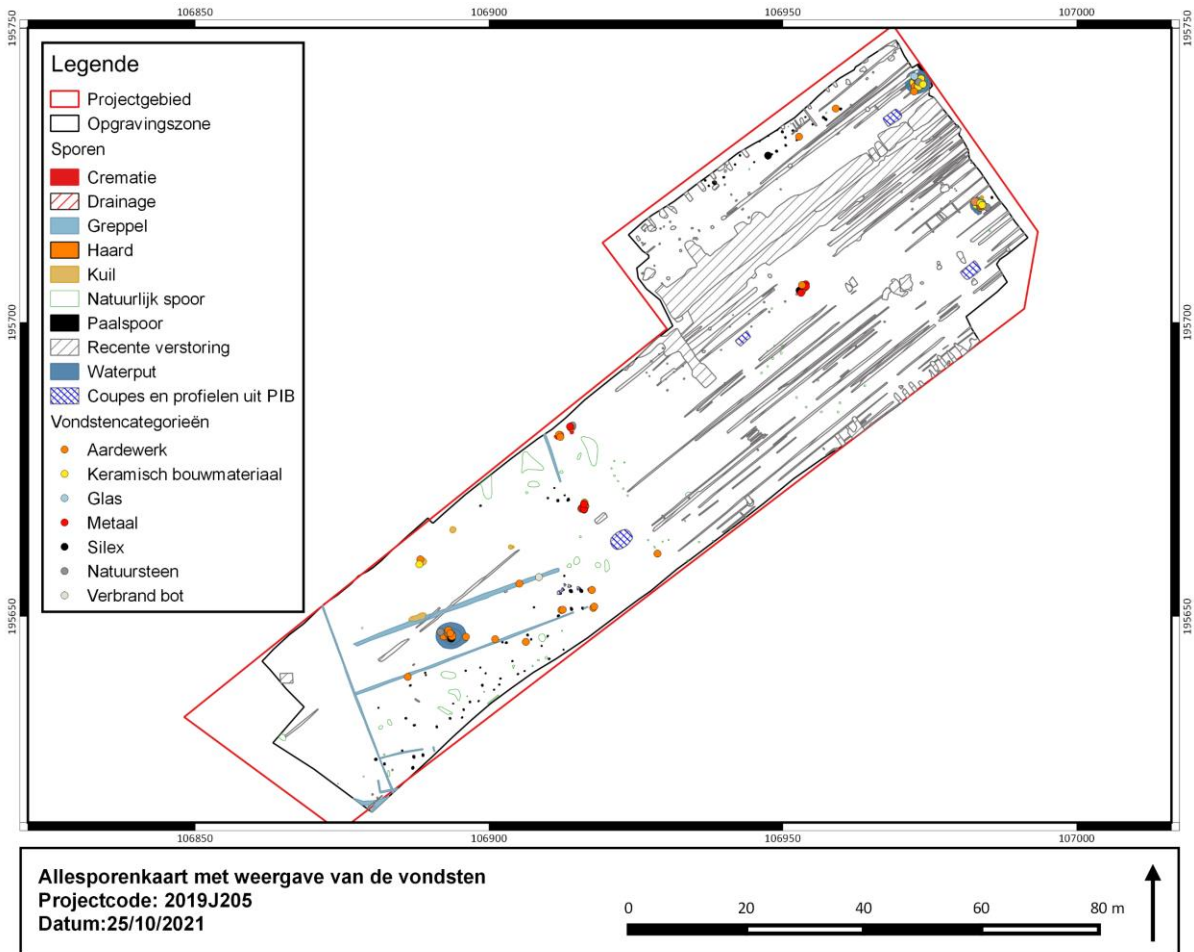 106850 106900 106950 107000
195750 195750
Legende
Projectgebied
Opgravingszone
Sporen
Crematie
Drainage
Greppel
Haard
Kuil
Natuurlijk spoor
Paalspoor
Recente verstoring
Waterput
Coupes en profielen uit PIB
Vondstencategorieën
Aardewerk
Keramisch bouwmateriaal
Glas
Metaal
Silex
Natuursteen
Verbrand bot
195700 195700
195650 195650
106850 106900 106950 107000
Allesporenkaart met weergave van de vondsten
Projectcode: 2019J205
Datum:25/10/2021
0 20 40 60 80 m